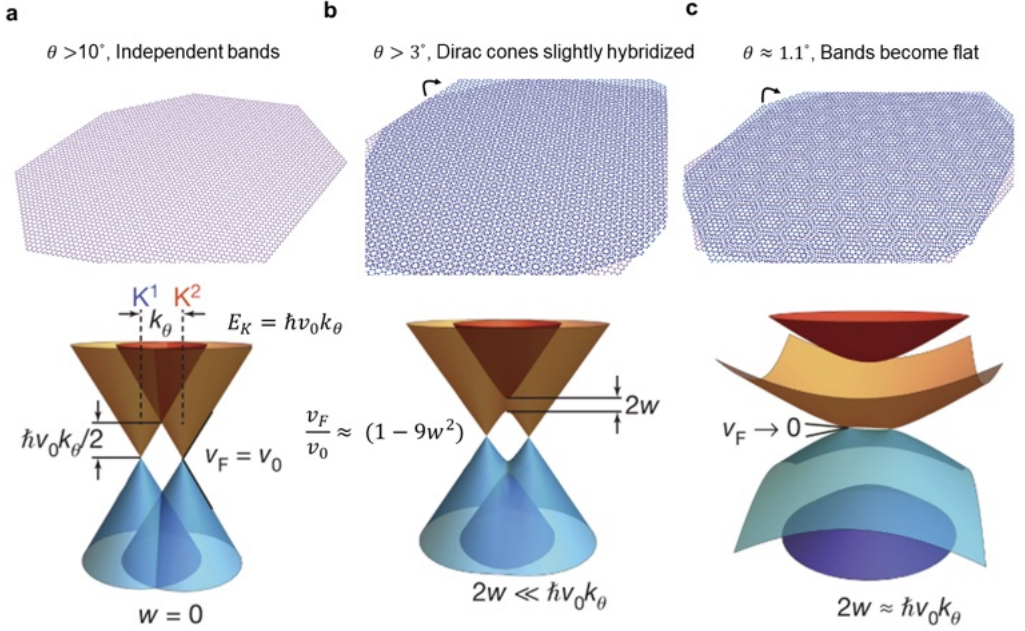 a
θ >10°, Independent bands
K¹ K²
k_θ
E_K = ħv₀k_θ
ħv₀k_θ/2
v_F = v₀
w = 0
b
θ > 3°, Dirac cones slightly hybridized
v_F/v₀ ≈ (1 − 9w²)
2w
2w ≪ ħv₀k_θ
c
θ ≈ 1.1°, Bands become flat
v_F → 0
2w ≈ ħv₀k_θ